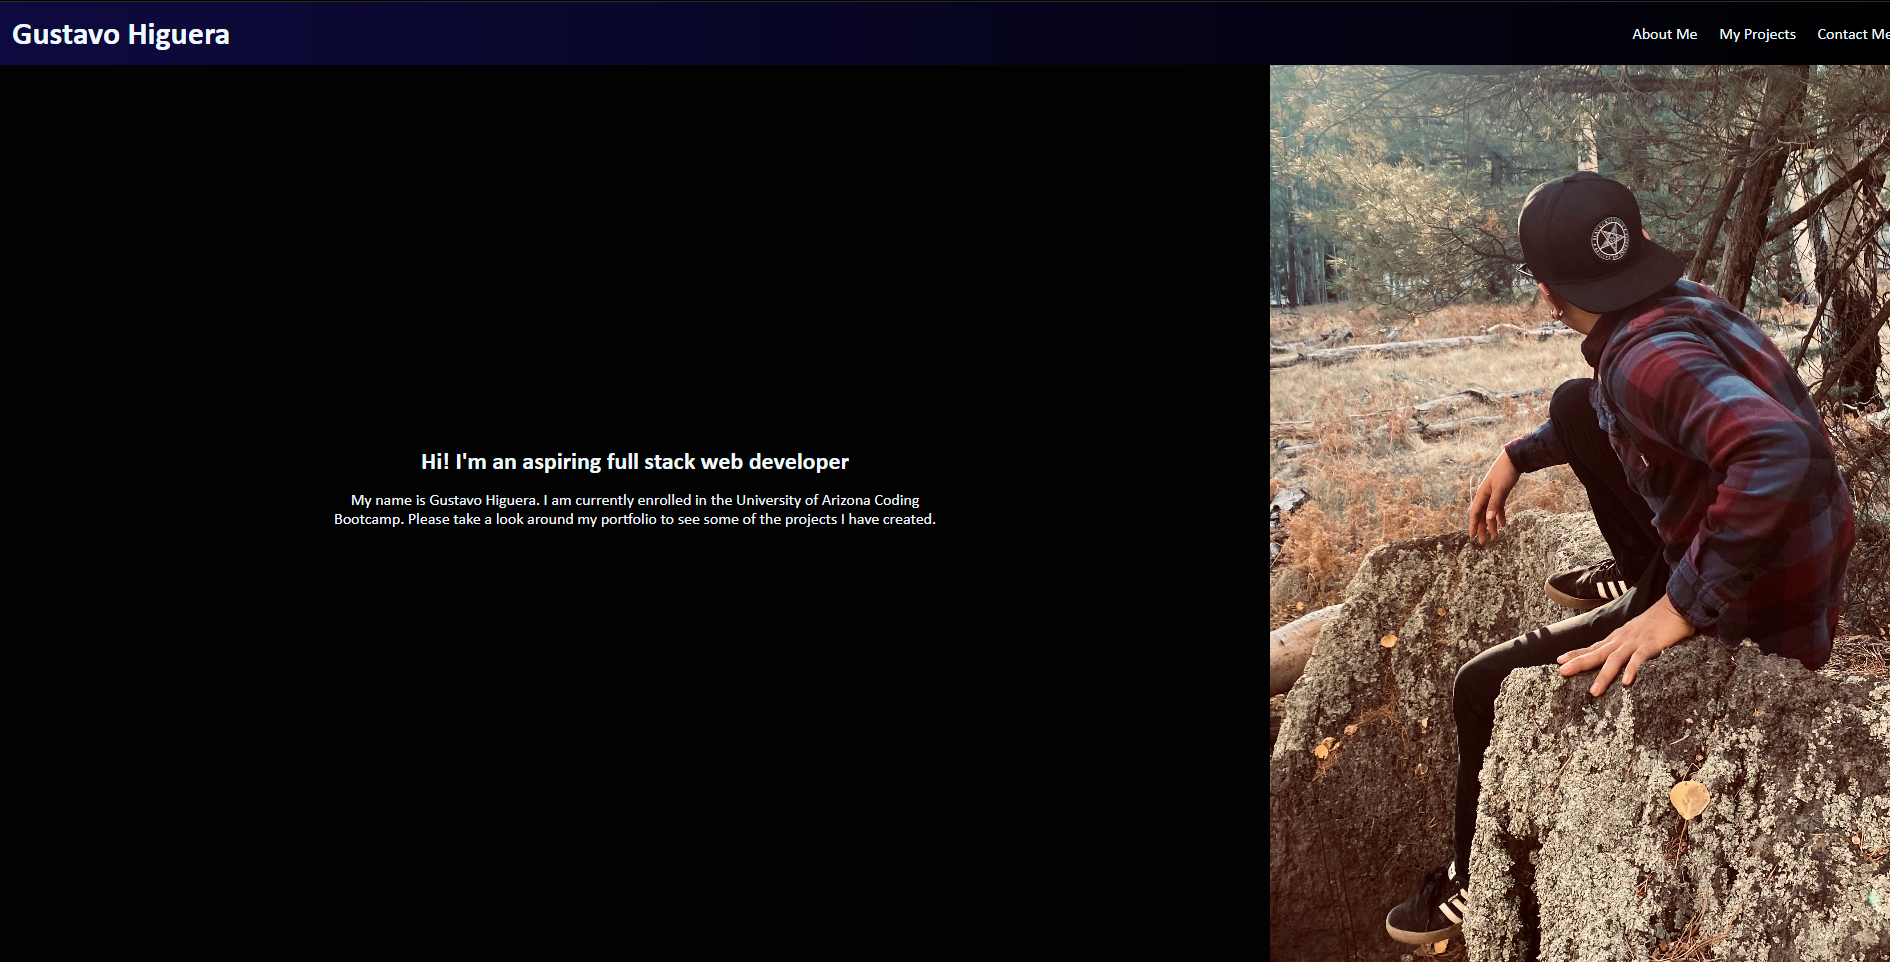 Gustavo Higuera
About Me My Projects Contact Me
Hi! I'm an aspiring full stack web developer
My name is Gustavo Higuera. I am currently enrolled in the University of Arizona Coding
Bootcamp. Please take a look around my portfolio to see some of the projects I have created.